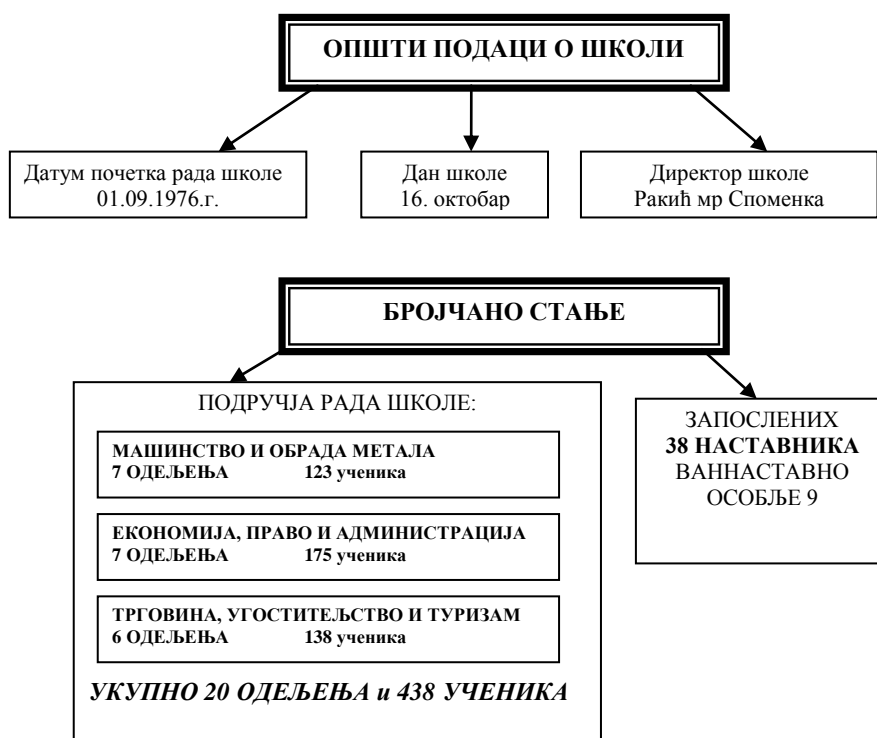 ОПШТИ ПОДАЦИ О ШКОЛИ
Датум почетка рада школе
01.09.1976.г.
Дан школе
16. октобар
Директор школе
Ракић мр Споменка
БРОЈЧАНО СТАЊЕ
ПОДРУЧЈА РАДА ШКОЛЕ:
МАШИНСТВО И ОБРАДА МЕТАЛА
7 ОДЕЉЕЊА 123 ученика
ЕКОНОМИЈА, ПРАВО И АДМИНИСТРАЦИЈА
7 ОДЕЉЕЊА 175 ученика
ТРГОВИНА, УГОСТИТЕЉСТВО И ТУРИЗАМ
6 ОДЕЉЕЊА 138 ученика
УКУПНО 20 ОДЕЉЕЊА и 438 УЧЕНИКА
ЗАПОСЛЕНИХ
38 НАСТАВНИКА
ВАННАСТАВНО
ОСОБЉЕ 9